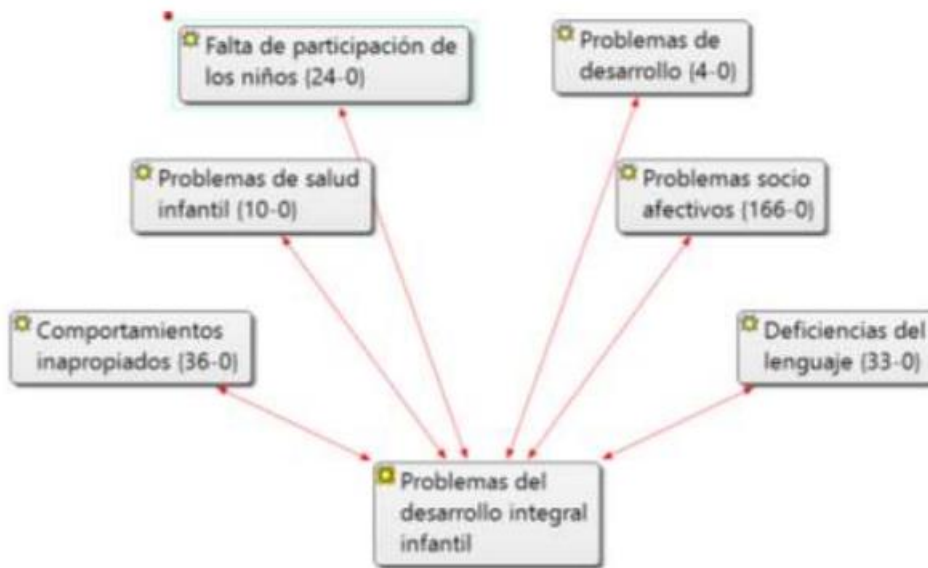 Falta de participación de
los niños (24-0)
Problemas de
desarrollo (4-0)
Problemas de salud
infantil (10-0)
Problemas socio
afectivos (166-0)
Comportamientos
inapropiados (36-0)
Deficiencias del
lenguaje (33-0)
Problemas del
desarrollo integral
infantil